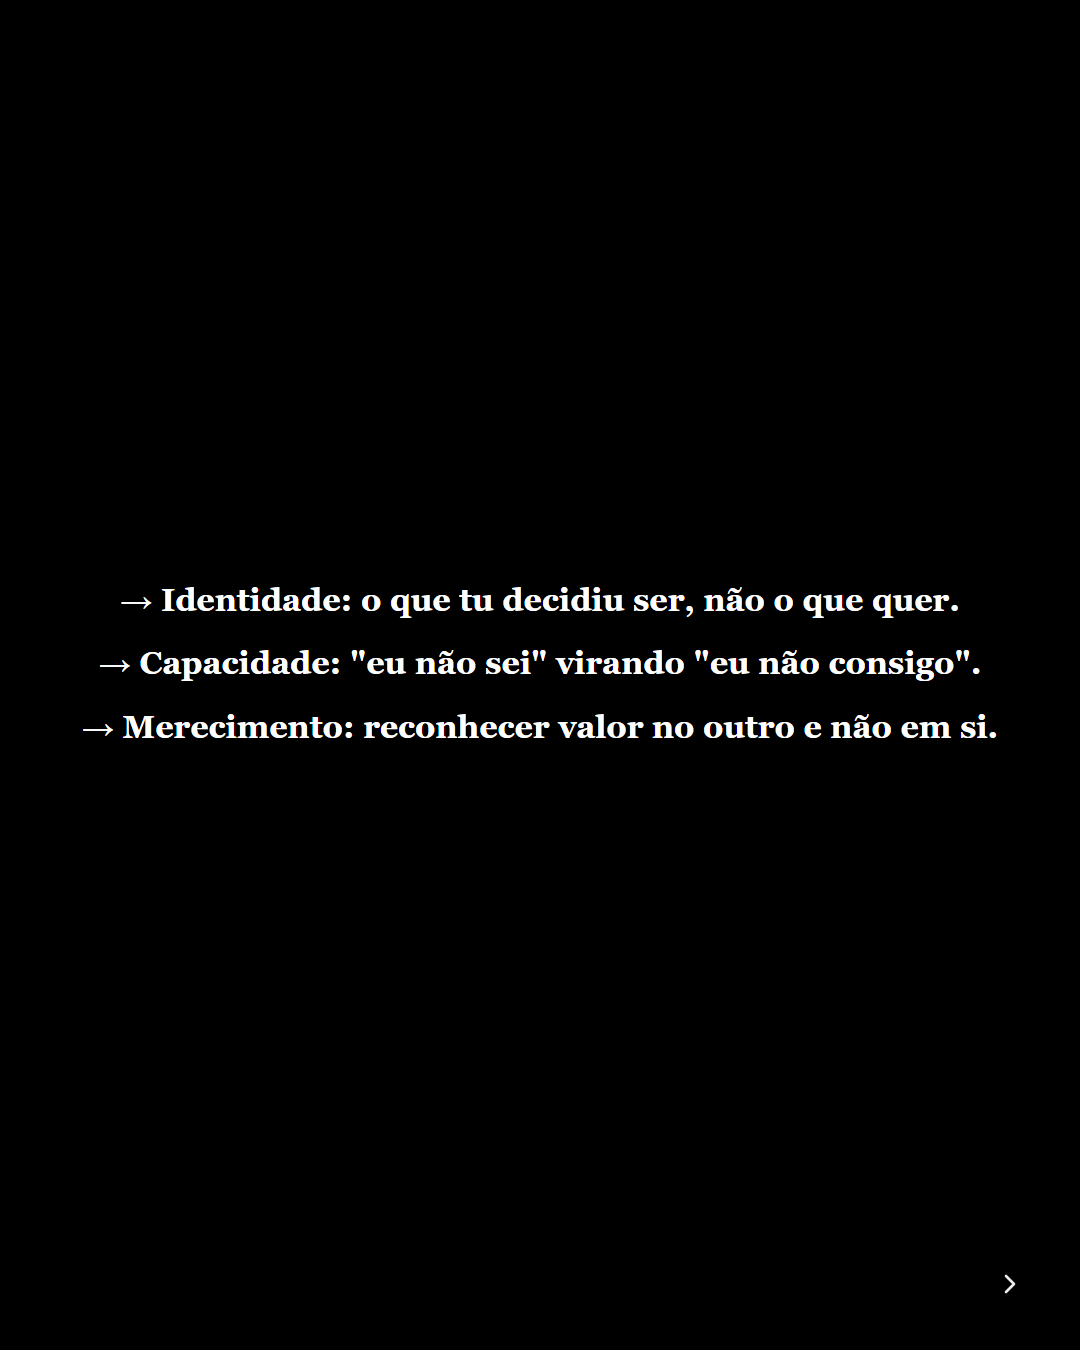 → Identidade: o que tu decidiu ser, não o que quer.
→ Capacidade: "eu não sei" virando "eu não consigo".
→ Merecimento: reconhecer valor no outro e não em si.